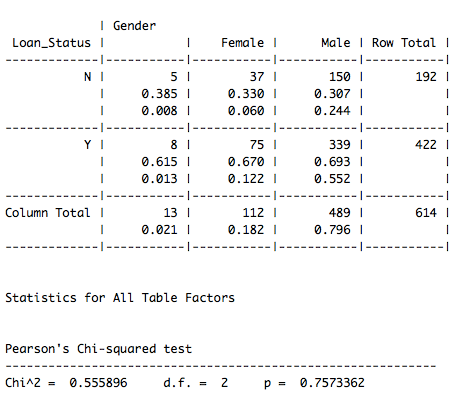 | Gender
 Loan_Status |           |    Female |      Male | Row Total |
-------------|-----------|-----------|-----------|-----------|
           N |         5 |        37 |       150 |       192 |
             |     0.385 |     0.330 |     0.307 |           |
             |     0.008 |     0.060 |     0.244 |           |
-------------|-----------|-----------|-----------|-----------|
           Y |         8 |        75 |       339 |       422 |
             |     0.615 |     0.670 |     0.693 |           |
             |     0.013 |     0.122 |     0.552 |           |
-------------|-----------|-----------|-----------|-----------|
Column Total |        13 |       112 |       489 |       614 |
             |     0.021 |     0.182 |     0.796 |           |
-------------|-----------|-----------|-----------|-----------|
Statistics for All Table Factors
Pearson's Chi-squared test
------------------------------------------------------------
Chi^2 =  0.555896     d.f. =  2     p =  0.7573362